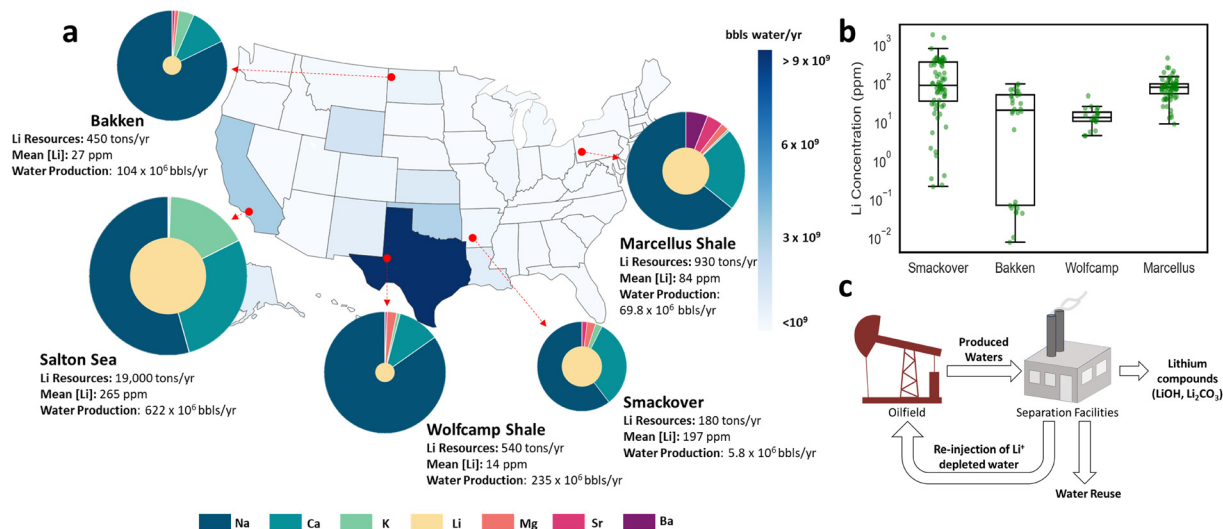 a
Bakken
Li Resources: 450 tons/yr
Mean [Li]: 27 ppm
Water Production: 104 x 10⁶ bbls/yr
Salton Sea
Li Resources: 19,000 tons/yr
Mean [Li]: 265 ppm
Water Production: 622 x 10⁶ bbls/yr
Wolfcamp Shale
Li Resources: 540 tons/yr
Mean [Li]: 14 ppm
Water Production: 235 x 10⁶ bbls/yr
Smackover
Li Resources: 180 tons/yr
Mean [Li]: 197 ppm
Water Production: 5.8 x 10⁶ bbls/yr
Marcellus Shale
Li Resources: 930 tons/yr
Mean [Li]: 84 ppm
Water Production:
69.8 x 10⁶ bbls/yr
bbls water/yr
> 9 x 10⁹
6 x 10⁹
3 x 10⁹
<10⁹
Na Ca K Li Mg Sr Ba
b
Li Concentration (ppm)
10³
10²
10¹
10⁰
10⁻¹
10⁻²
Smackover Bakken Wolfcamp Marcellus
c
Produced
Waters
Oilfield
Separation Facilities
Lithium
compounds
(LiOH, Li₂CO₃)
Re-injection of Li⁺
depleted water
Water Reuse